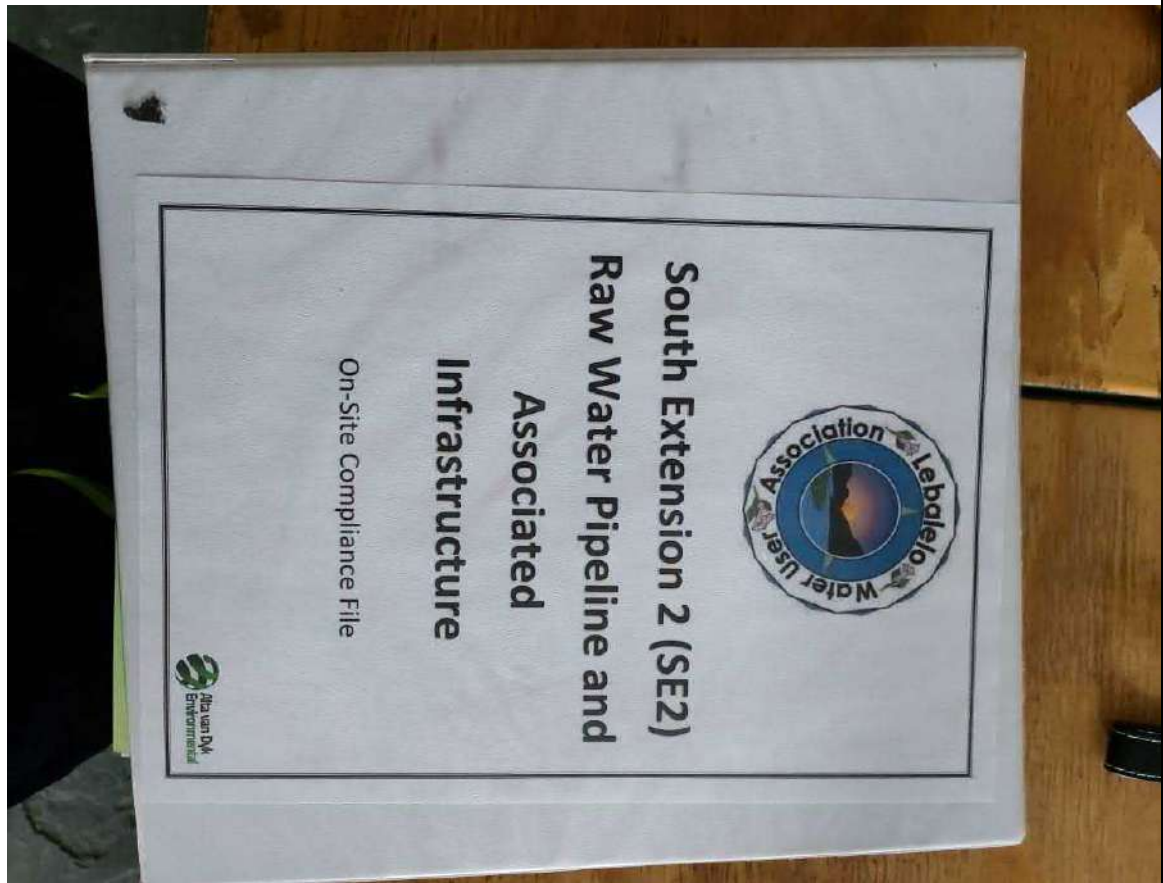 Lebalelo Water User Association
South Extension 2 (SE2)
Raw Water Pipeline and
Associated
Infrastructure
On-Site Compliance File
Alta van Dyk
Environmental